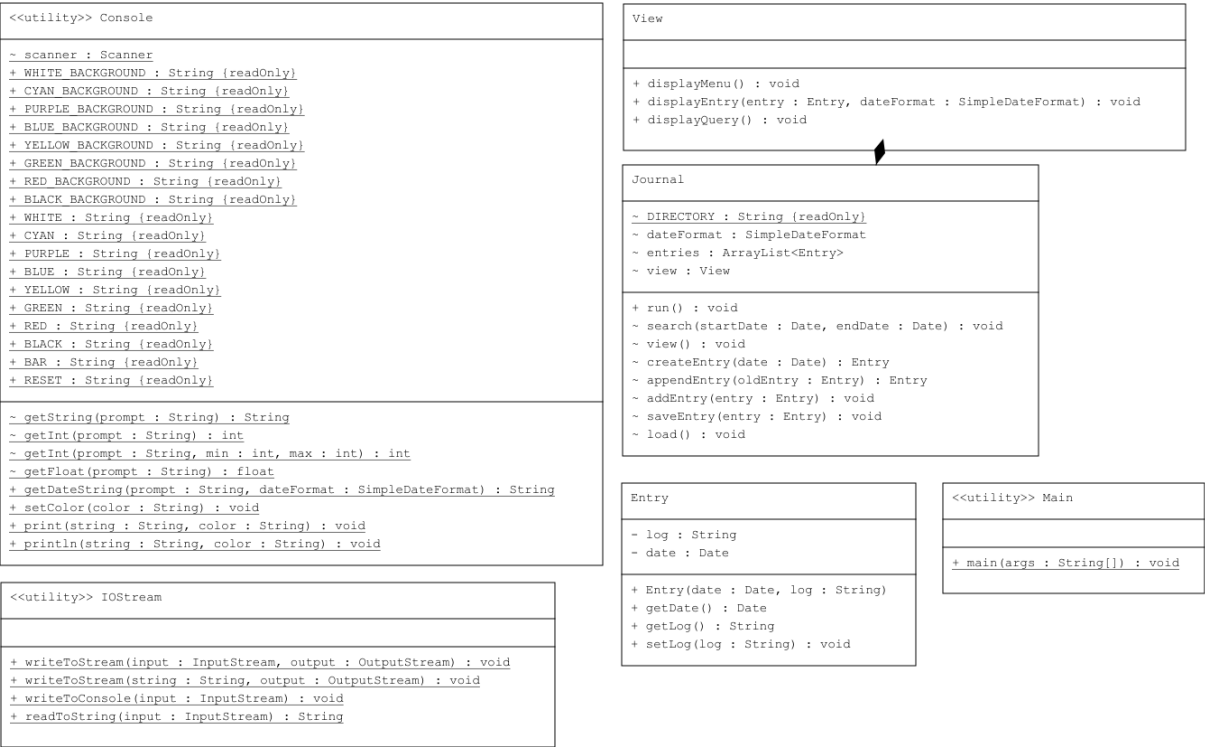 <<utility>> Console
~ scanner : Scanner
+ WHITE_BACKGROUND : String {readOnly}
+ CYAN_BACKGROUND : String {readOnly}
+ PURPLE_BACKGROUND : String {readOnly}
+ BLUE_BACKGROUND : String {readOnly}
+ YELLOW_BACKGROUND : String {readOnly}
+ GREEN_BACKGROUND : String {readOnly}
+ RED_BACKGROUND : String {readOnly}
+ BLACK_BACKGROUND : String {readOnly}
+ WHITE : String {readOnly}
+ CYAN : String {readOnly}
+ PURPLE : String {readOnly}
+ BLUE : String {readOnly}
+ YELLOW : String {readOnly}
+ GREEN : String {readOnly}
+ RED : String {readOnly}
+ BLACK : String {readOnly}
+ BAR : String {readOnly}
+ RESET : String {readOnly}
~ getString(prompt : String) : String
~ getInt(prompt : String) : int
~ getInt(prompt : String, min : int, max : int) : int
~ getFloat(prompt : String) : float
+ getDateString(prompt : String, dateFormat : SimpleDateFormat) : String
+ setColor(color : String) : void
+ print(string : String, color : String) : void
+ println(string : String, color : String) : void
<<utility>> IOStream
+ writeToStream(input : InputStream, output : OutputStream) : void
+ writeToStream(string : String, output : OutputStream) : void
+ writeToConsole(input : InputStream) : void
+ readToString(input : InputStream) : String
View
+ displayMenu() : void
+ displayEntry(entry : Entry, dateFormat : SimpleDateFormat) : void
+ displayQuery() : void
Journal
~ DIRECTORY : String {readOnly}
~ dateFormat : SimpleDateFormat
~ entries : ArrayList<Entry>
~ view : View
+ run() : void
~ search(startDate : Date, endDate : Date) : void
~ view() : void
~ createEntry(date : Date) : Entry
~ appendEntry(oldEntry : Entry) : Entry
~ addEntry(entry : Entry) : void
~ saveEntry(entry : Entry) : void
~ load() : void
Entry
- log : String
- date : Date
+ Entry(date : Date, log : String)
+ getDate() : Date
+ getLog() : String
+ setLog(log : String) : void
<<utility>> Main
+ main(args : String[]) : void